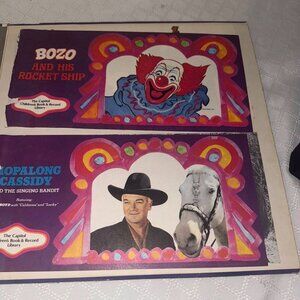 BOZO
AND HIS
ROCKET SHIP
The Capitol
Children's Book & Record
Library
HOPALONG
CASSIDY
AND THE SINGING BANDIT
featuring
The Capitol
Children's Book & Record
Library